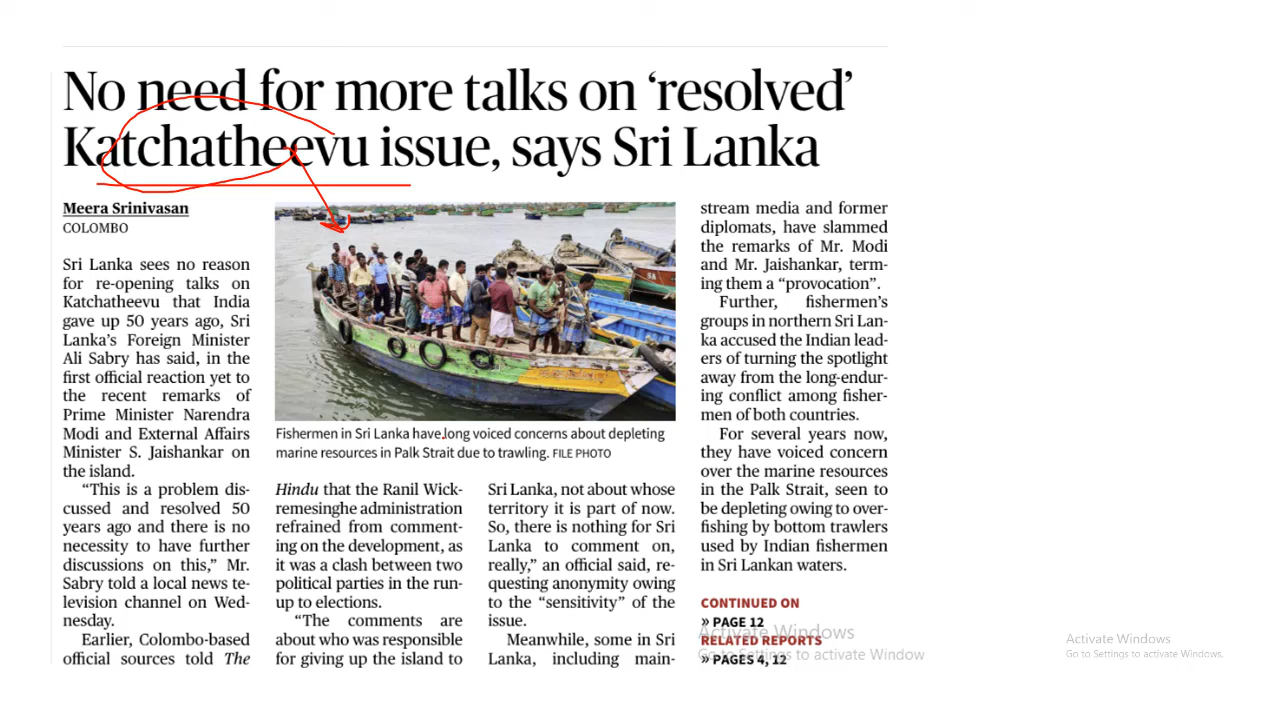 No need for more talks on ‘resolved’
Katchatheevu issue, says Sri Lanka
Meera Srinivasan
COLOMBO
Sri Lanka sees no reason
for re-opening talks on
Katchatheevu that India
gave up 50 years ago, Sri
Lanka’s Foreign Minister
Ali Sabry has said, in the
first official reaction yet to
the recent remarks of
Prime Minister Narendra
Modi and External Affairs
Minister S. Jaishankar on
the island.
“This is a problem dis-
cussed and resolved 50
years ago and there is no
necessity to have further
discussions on this,” Mr.
Sabry told a local news te-
levision channel on Wed-
nesday.
Earlier, Colombo-based
official sources told The
Fishermen in Sri Lanka have long voiced concerns about depleting
marine resources in Palk Strait due to trawling. FILE PHOTO
Hindu that the Ranil Wick-
remesinghe administration
refrained from comment-
ing on the development, as
it was a clash between two
political parties in the run-
up to elections.
“The comments are
about who was responsible
for giving up the island to
Sri Lanka, not about whose
territory it is part of now.
So, there is nothing for Sri
Lanka to comment on,
really,” an official said, re-
questing anonymity owing
to the “sensitivity” of the
issue.
Meanwhile, some in Sri
Lanka, including main-
stream media and former
diplomats, have slammed
the remarks of Mr. Modi
and Mr. Jaishankar, term-
ing them a “provocation”.
Further, fishermen’s
groups in northern Sri Lan-
ka accused the Indian lead-
ers of turning the spotlight
away from the long-endur-
ing conflict among fisher-
men of both countries.
For several years now,
they have voiced concern
over the marine resources
in the Palk Strait, seen to
be depleting owing to over-
fishing by bottom trawlers
used by Indian fishermen
in Sri Lankan waters.
CONTINUED ON
» PAGE 12
RELATED REPORTS
» PAGES 4, 12
Activate Windows
Go to Settings to activate Window
Activate Windows
Go to Settings to activate Windows.